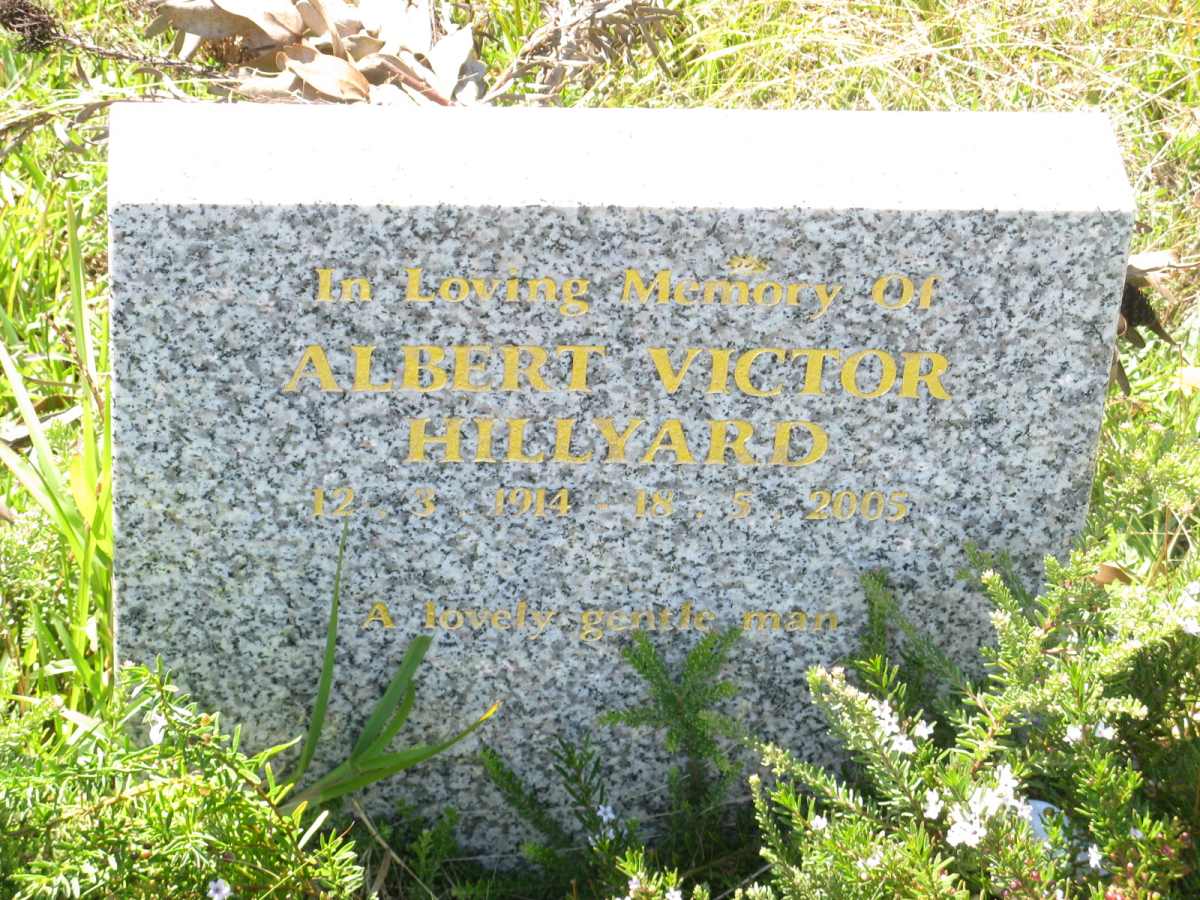 In Loving Memory Of
ALBERT VICTOR
HILLYARD
12 . 3 . 1914 - 18 . 5 . 2005
A lovely gentle man